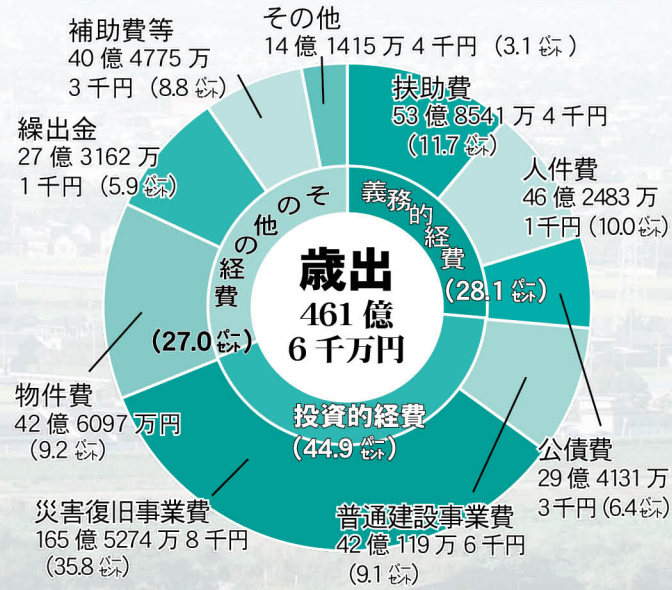 補助費等
40億4775万
3千円(8.8パーセント)
その他
14億1415万4千円(3.1パーセント)
扶助費
53億8541万4千円
(11.7パーセント)
人件費
46億2483万
1千円(10.0パーセント)
繰出金
27億3162万
1千円(5.9パーセント)
その他の経費
(27.0パーセント)
義務的経費
(28.1パーセント)
歳出
461億
6千万円
投資的経費
(44.9パーセント)
物件費
42億6097万円
(9.2パーセント)
公債費
29億4131万
3千円(6.4パーセント)
災害復旧事業費
165億5274万8千円
(35.8パーセント)
普通建設事業費
42億119万6千円
(9.1パーセント)